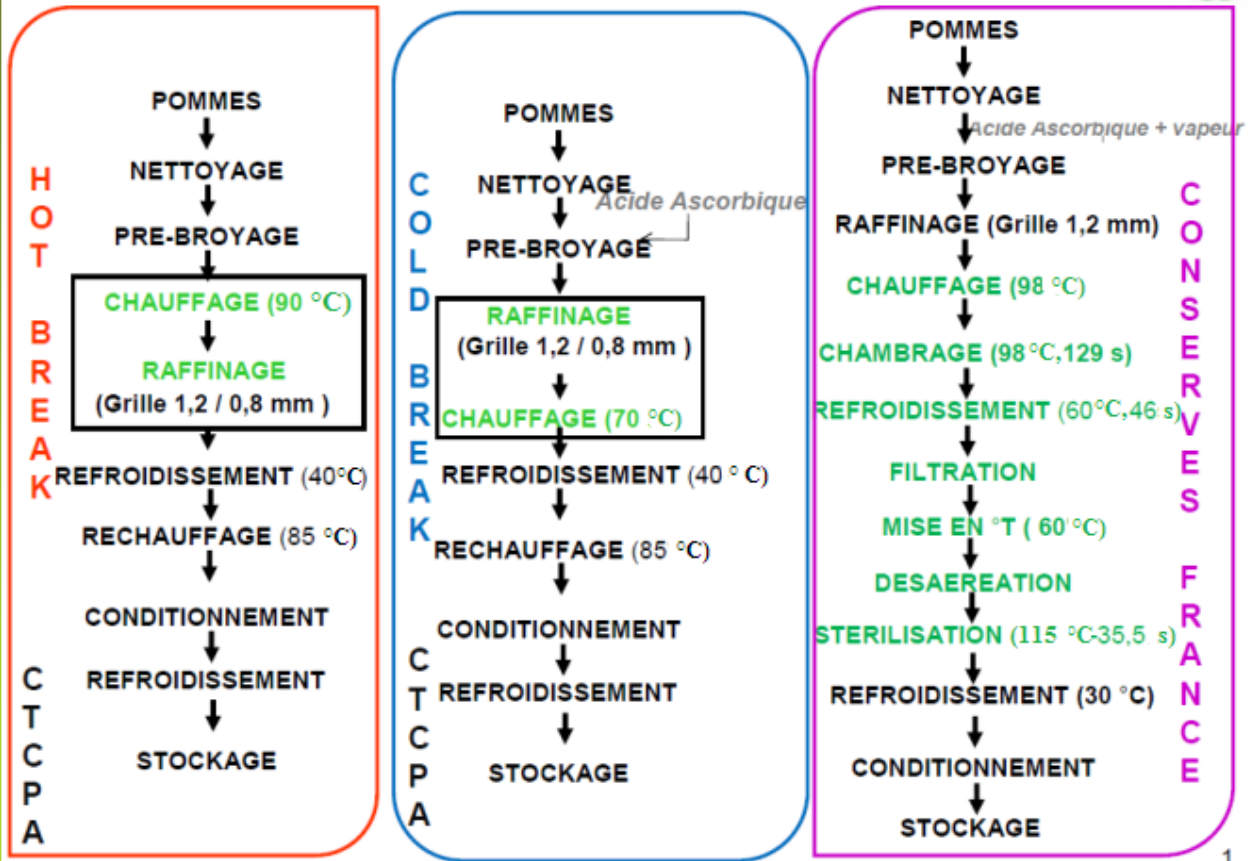 HOT BREAK
CTCPA
POMMES
NETTOYAGE
PRE-BROYAGE
CHAUFFAGE (90 °C)
RAFFINAGE
(Grille 1,2 / 0,8 mm )
REFROIDISSEMENT (40°C)
RECHAUFFAGE (85 °C)
CONDITIONNEMENT
REFROIDISSEMENT
STOCKAGE
COLD BREAK
CTCPA
POMMES
NETTOYAGE
Acide Ascorbique
PRE-BROYAGE
RAFFINAGE
(Grille 1,2 / 0,8 mm )
CHAUFFAGE (70 °C)
REFROIDISSEMENT (40 ° C)
RECHAUFFAGE (85 °C)
CONDITIONNEMENT
REFROIDISSEMENT
STOCKAGE
CONSERVES FRANCE
POMMES
NETTOYAGE
Acide Ascorbique + vapeur
PRE-BROYAGE
RAFFINAGE (Grille 1,2 mm)
CHAUFFAGE (98 °C)
CHAMBRAGE (98°C,129 s)
REFROIDISSEMENT (60°C,46 s)
FILTRATION
MISE EN °T ( 60 °C)
DESAEREATION
STERILISATION (115 °C-35,5 s)
REFROIDISSEMENT (30 °C)
CONDITIONNEMENT
STOCKAGE